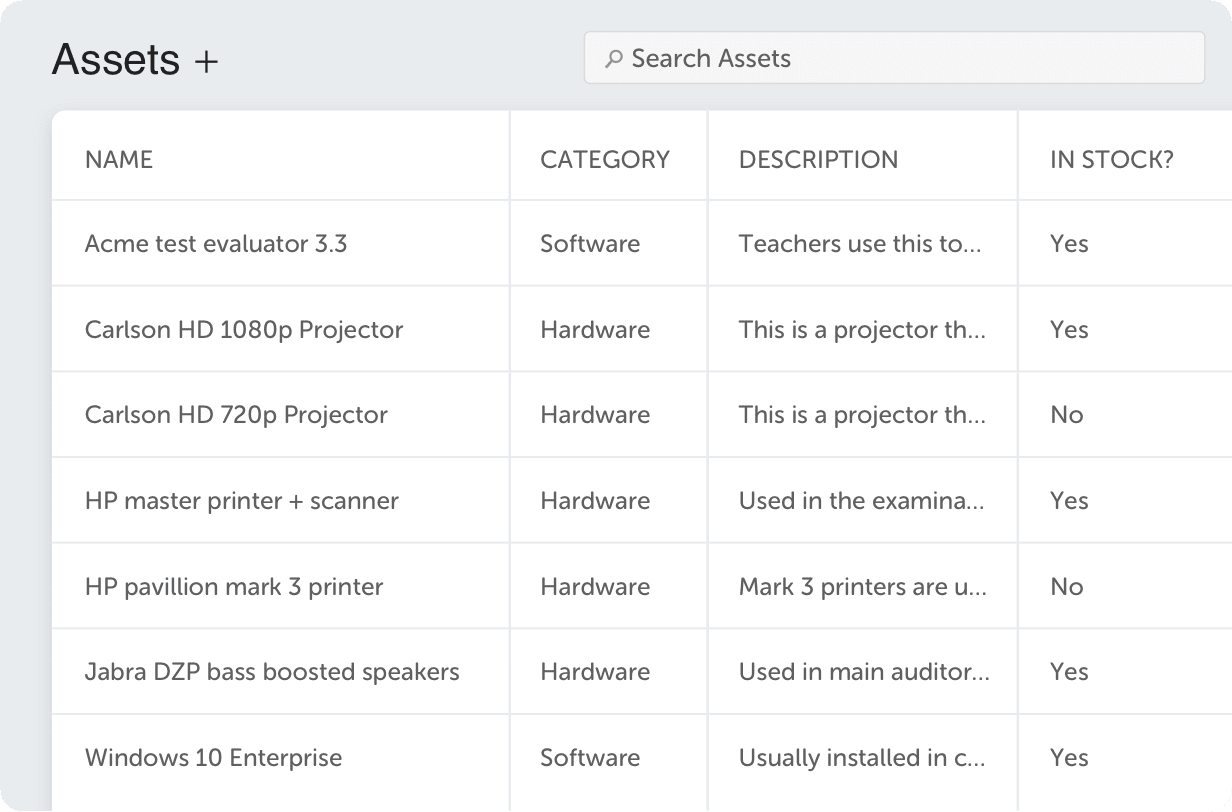 Assets +
Search Assets
NAME CATEGORY DESCRIPTION IN STOCK?
Acme test evaluator 3.3 Software Teachers use this to... Yes
Carlson HD 1080p Projector Hardware This is a projector th... Yes
Carlson HD 720p Projector Hardware This is a projector th... No
HP master printer + scanner Hardware Used in the examina... Yes
HP pavillion mark 3 printer Hardware Mark 3 printers are u... No
Jabra DZP bass boosted speakers Hardware Used in main auditor... Yes
Windows 10 Enterprise Software Usually installed in c... Yes